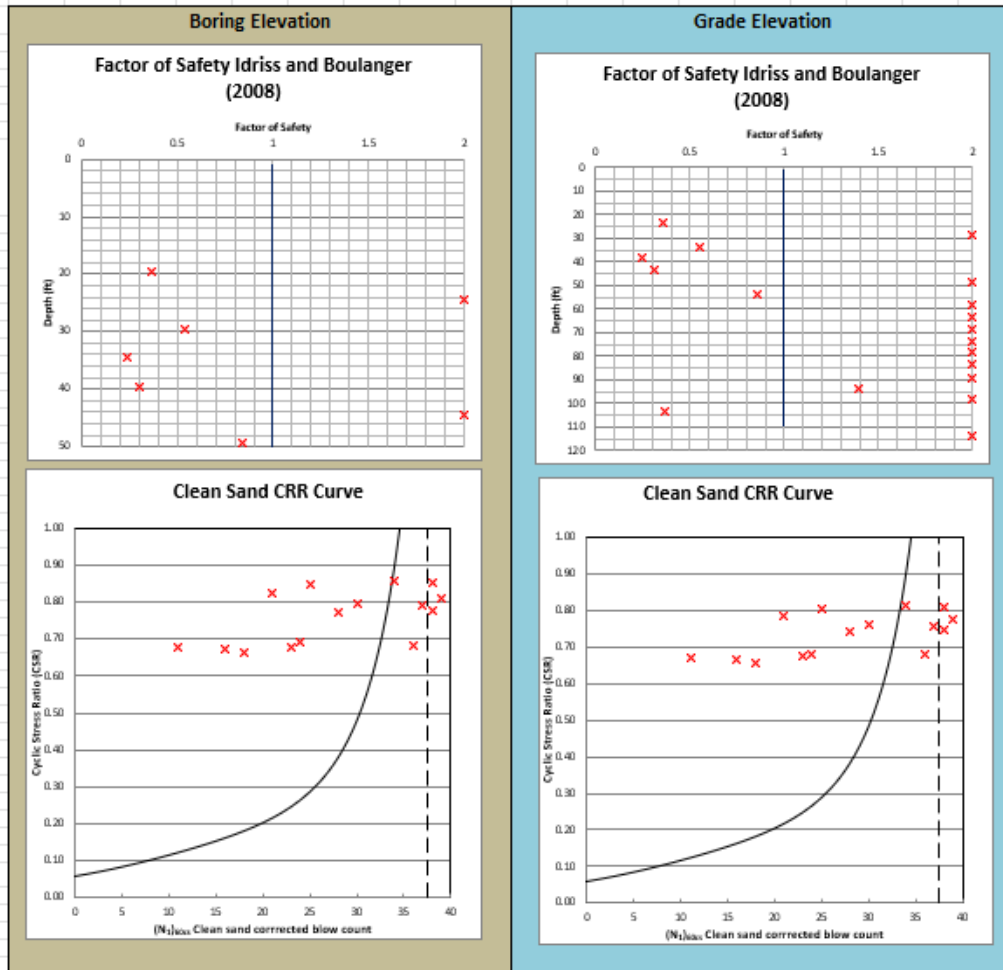 Boring Elevation
Factor of Safety Idriss and Boulanger
(2008)
Factor of Safety
0 0.5 1 1.5 2
0
10
20
30
40
50
Depth (ft)
Clean Sand CRR Curve
1.00
0.90
0.80
0.70
0.60
0.50
0.40
0.30
0.20
0.10
0.00
Cyclic Stress Ratio (CSR)
0 5 10 15 20 25 30 35 40
(N₁)₆₀cs Clean sand corrrected blow count
Grade Elevation
Factor of Safety Idriss and Boulanger
(2008)
Factor of Safety
0 0.5 1 1.5 2
0
10
20
30
40
50
60
70
80
90
100
110
120
Depth (ft)
Clean Sand CRR Curve
1.00
0.90
0.80
0.70
0.60
0.50
0.40
0.30
0.20
0.10
0.00
Cyclic Stress Ratio (CSR)
0 5 10 15 20 25 30 35 40
(N₁)₆₀cs Clean sand corrrected blow count